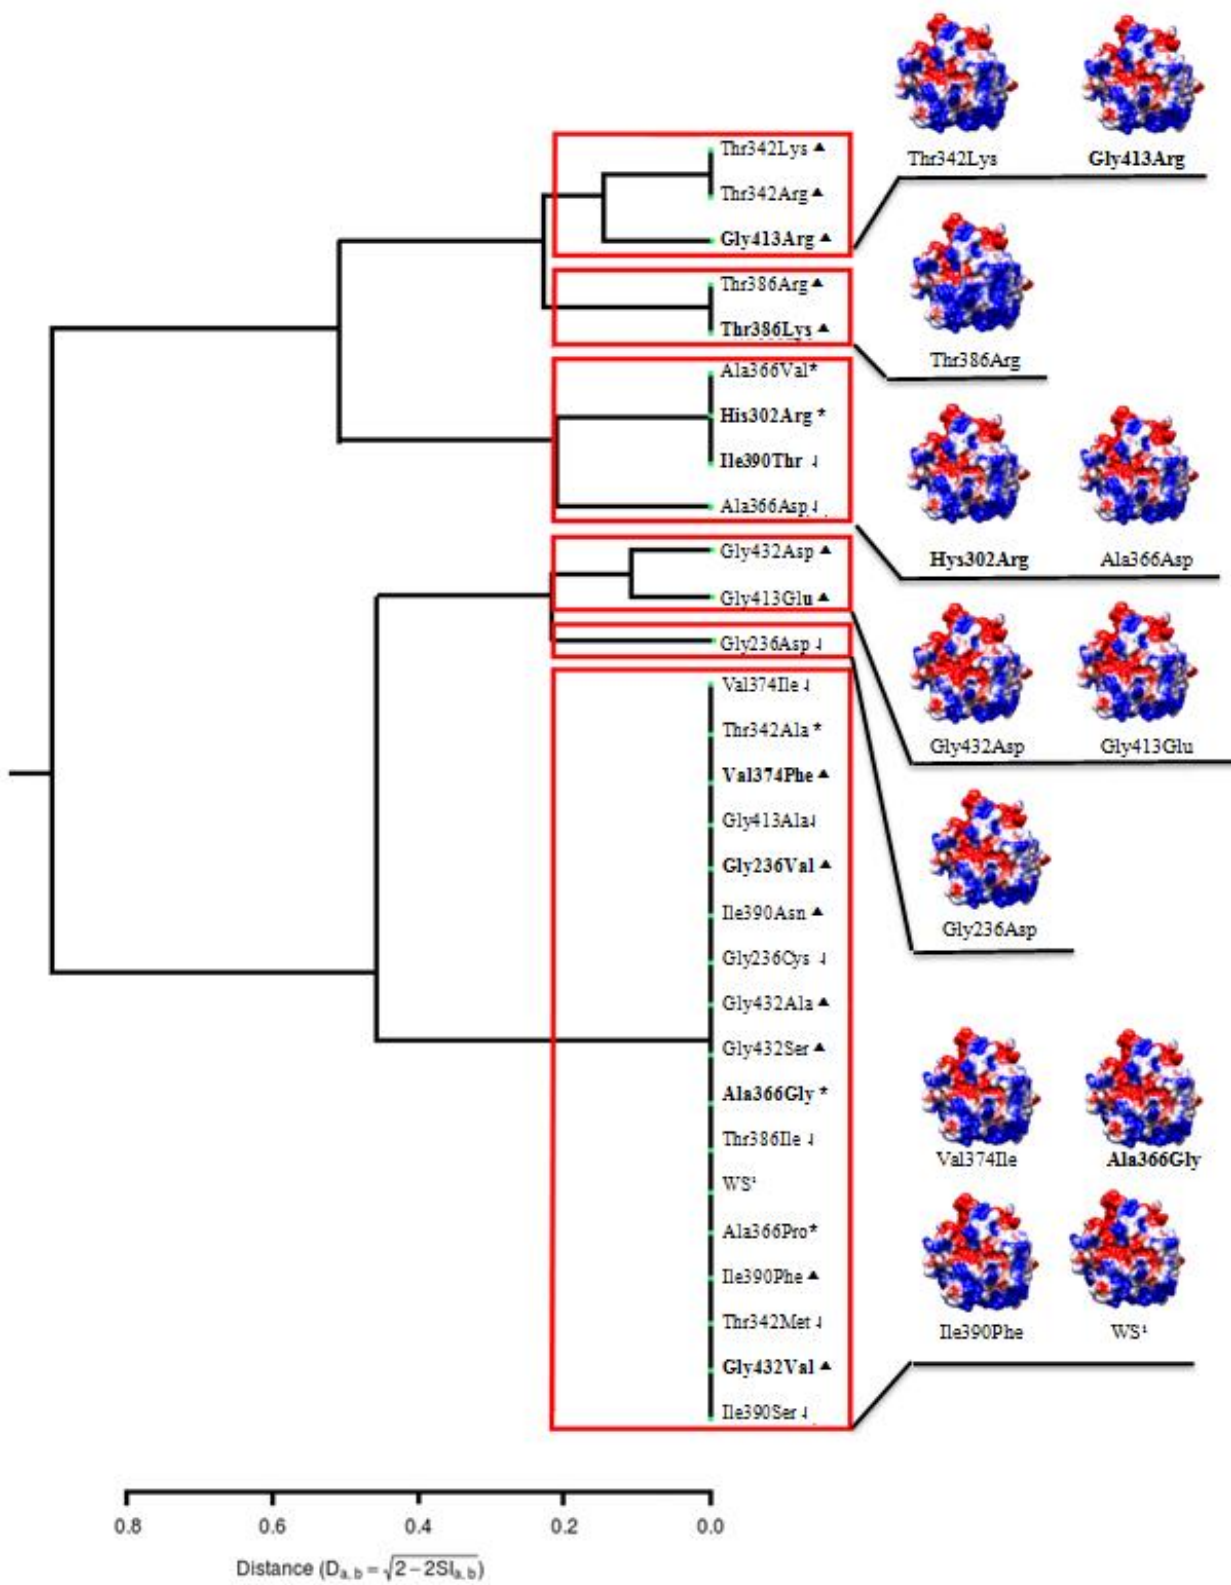 Thr342Lys ▲
Thr342Arg ▲
Gly413Arg ▲
Thr386Arg ▲
Thr386Lys ▲
Ala366Val*
His302Arg *
Ile390Thr ↓
Ala366Asp ↓
Gly432Asp ▲
Gly413Glu ▲
Gly236Asp ↓
Val374Ile ↓
Thr342Ala *
Val374Phe ▲
Gly413Ala↓
Gly236Val ▲
Ile390Asn ▲
Gly236Cys ↓
Gly432Ala ▲
Gly432Ser ▲
Ala366Gly *
Thr386Ile ↓
WS¹
Ala366Pro*
Ile390Phe ▲
Thr342Met ↓
Gly432Val ▲
Ile390Ser ↓
Thr342Lys Gly413Arg
Thr386Arg
Hys302Arg Ala366Asp
Gly432Asp Gly413Glu
Gly236Asp
Val374Ile Ala366Gly
Ile390Phe WS¹
0.8 0.6 0.4 0.2 0.0
Distance (Da, b = √2 − 2SIa, b)